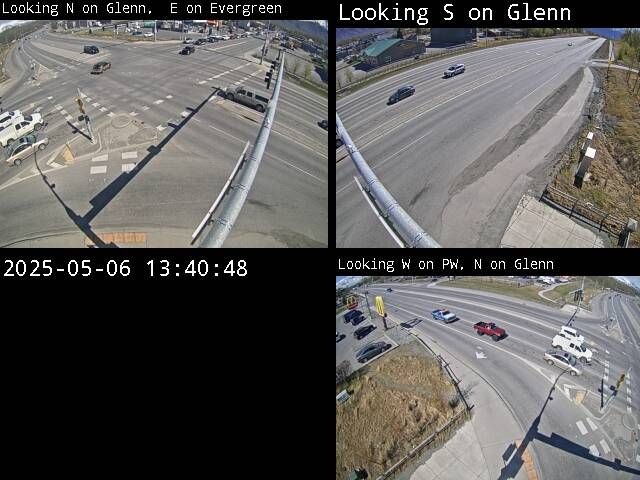 Looking N on Glenn,  E on Evergreen
Looking S on Glenn
2025-05-06 13:40:48
Looking W on PW, N on Glenn